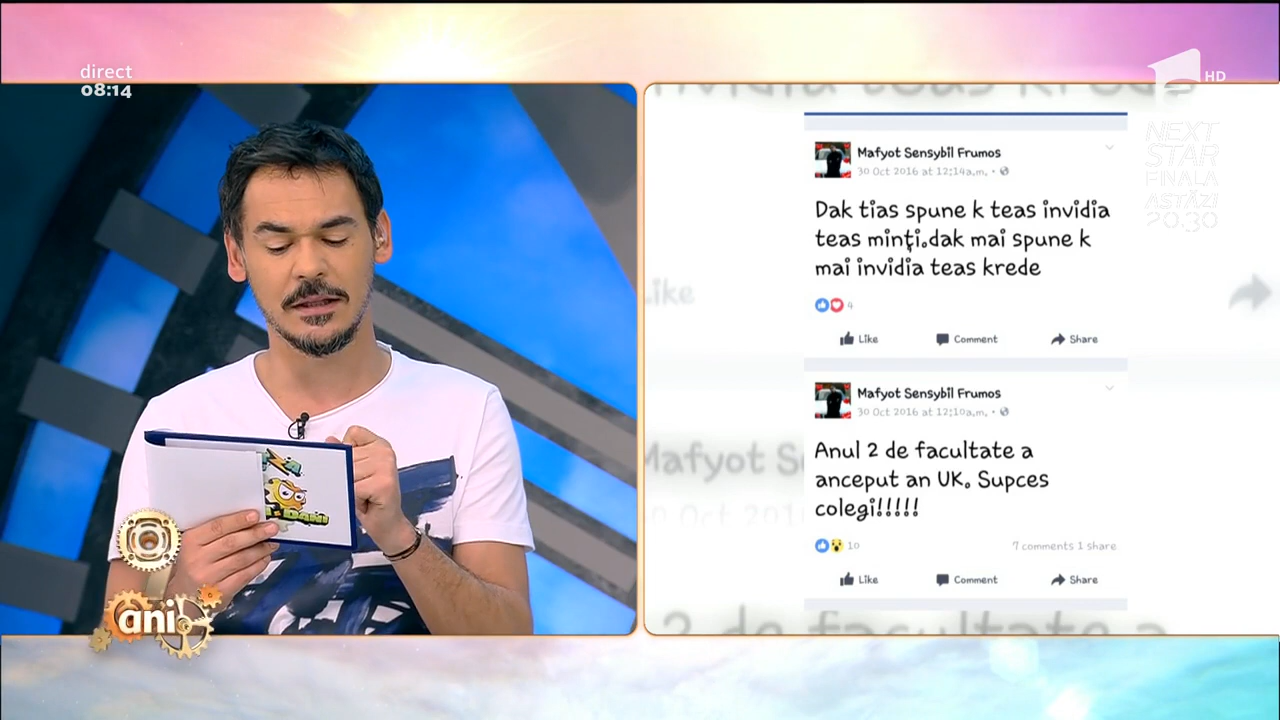 direct
08:14
HD
NEXT
STAR
FINALA
ASTĂZI
20.30
Mafyot Sensybil Frumos
30 Oct 2016 at 12:14a.m.
Dak tias spune k teas invidia
teas minți.dak mai spune k
mai invidia teas krede
4
Like Comment Share
Mafyot Sensybil Frumos
30 Oct 2016 at 12:10a.m.
Anul 2 de facultate a
anceput an UK. Supces
colegi!!!!!
10 7 comments 1 share
Like Comment Share
ani